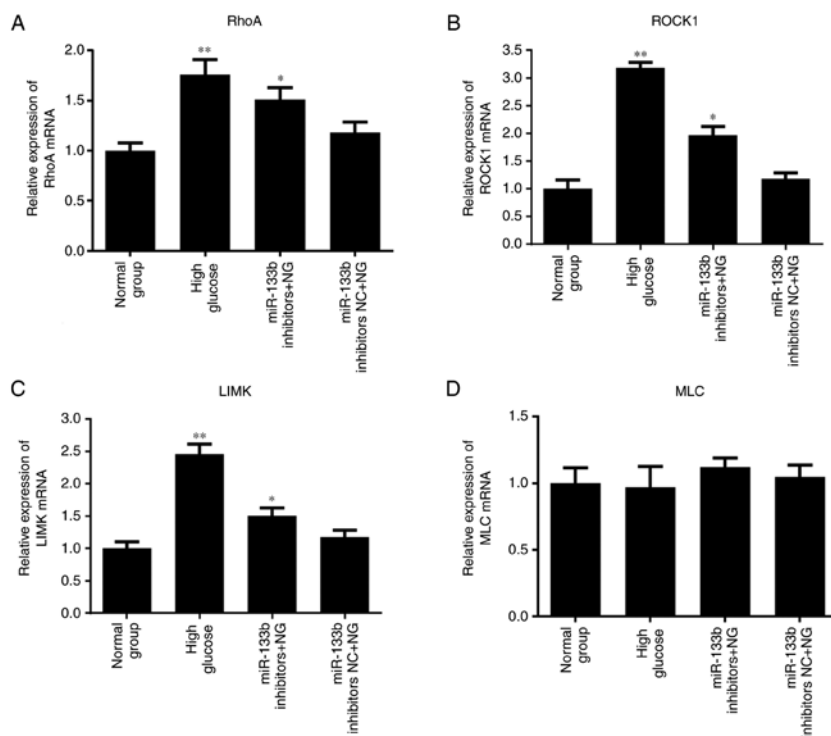 A
RhoA
Relative expression of
RhoA mRNA
2.0
1.5
1.0
0.5
0.0
**
*
Normal
group
High
glucose
miR-133b
inhibitors+NG
miR-133b
inhibitors NC+NG
B
ROCK1
Relative expression of
ROCK1 mRNA
3.5
3.0
2.5
2.0
1.5
1.0
0.5
0.0
**
*
Normal
group
High
glucose
miR-133b
inhibitors+NG
miR-133b
inhibitors NC+NG
C
LIMK
Relative expression of
LIMK mRNA
3.0
2.5
2.0
1.5
1.0
0.5
0.0
**
*
Normal
group
High
glucose
miR-133b
inhibitors+NG
miR-133b
inhibitors NC+NG
D
MLC
Relative expression of
MLC mRNA
1.5
1.0
0.5
0.0
Normal
group
High
glucose
miR-133b
inhibitors+NG
miR-133b
inhibitors NC+NG